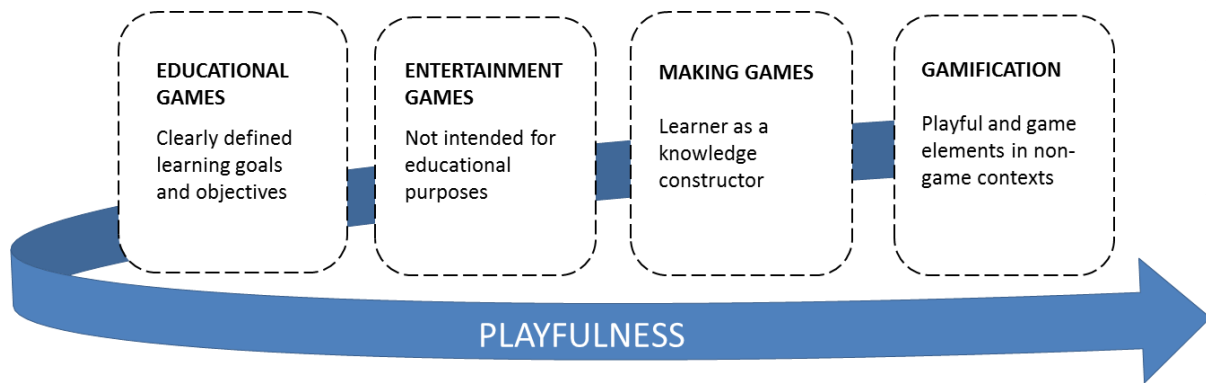 EDUCATIONAL
GAMES
Clearly defined
learning goals
and objectives
ENTERTAINMENT
GAMES
Not intended for
educational
purposes
MAKING GAMES
Learner as a
knowledge
constructor
GAMIFICATION
Playful and game
elements in non-
game contexts
PLAYFULNESS